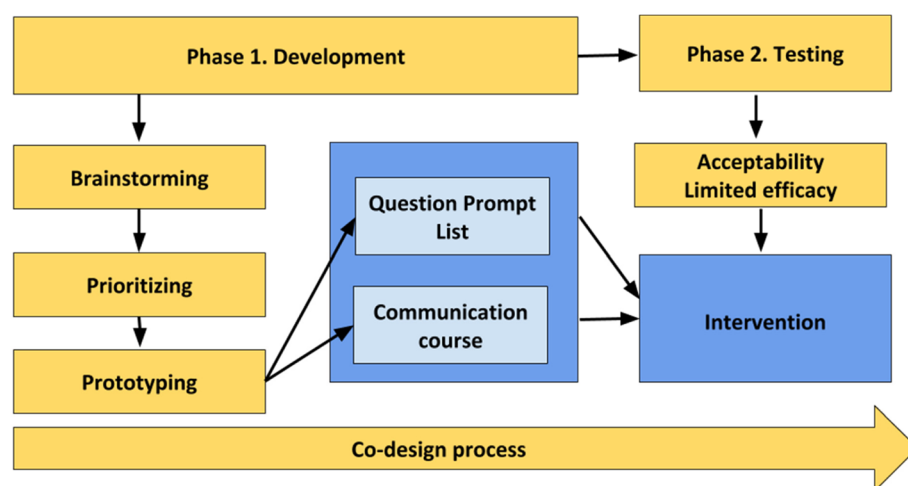 Phase 1. Development
Phase 2. Testing
Brainstorming
Prioritizing
Prototyping
Question Prompt
List
Communication
course
Acceptability
Limited efficacy
Intervention
Co-design process